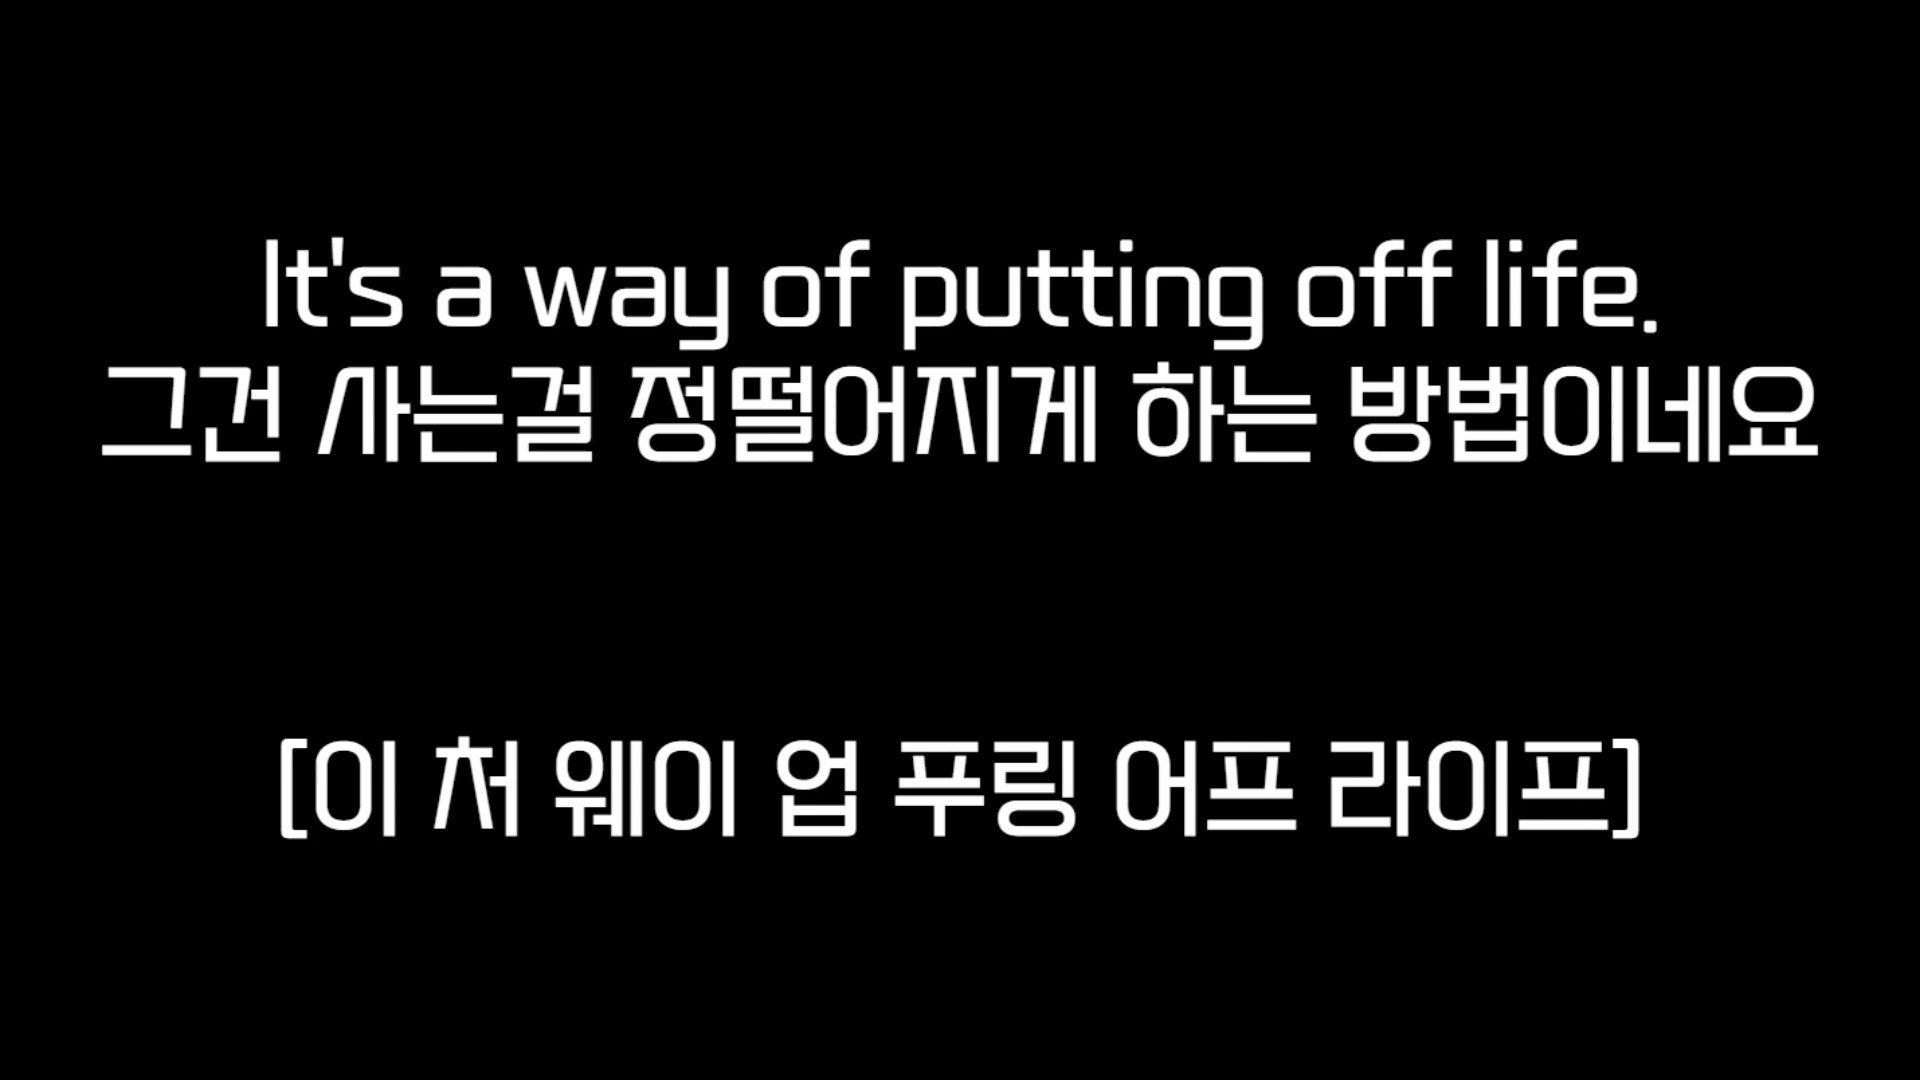 It's a way of putting off life.
그건 사는걸 정떨어지게 하는 방법이네요
[이 처 웨이 업 푸링 어프 라이프]